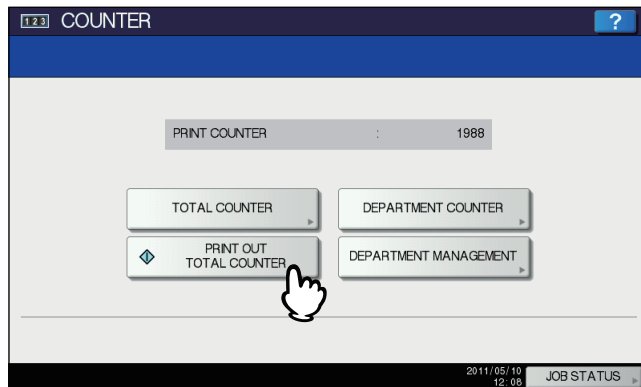 123 COUNTER ?
PRINT COUNTER : 1988
TOTAL COUNTER
DEPARTMENT COUNTER
PRINT OUT
TOTAL COUNTER
DEPARTMENT MANAGEMENT
2011/05/10
12:08
JOB STATUS